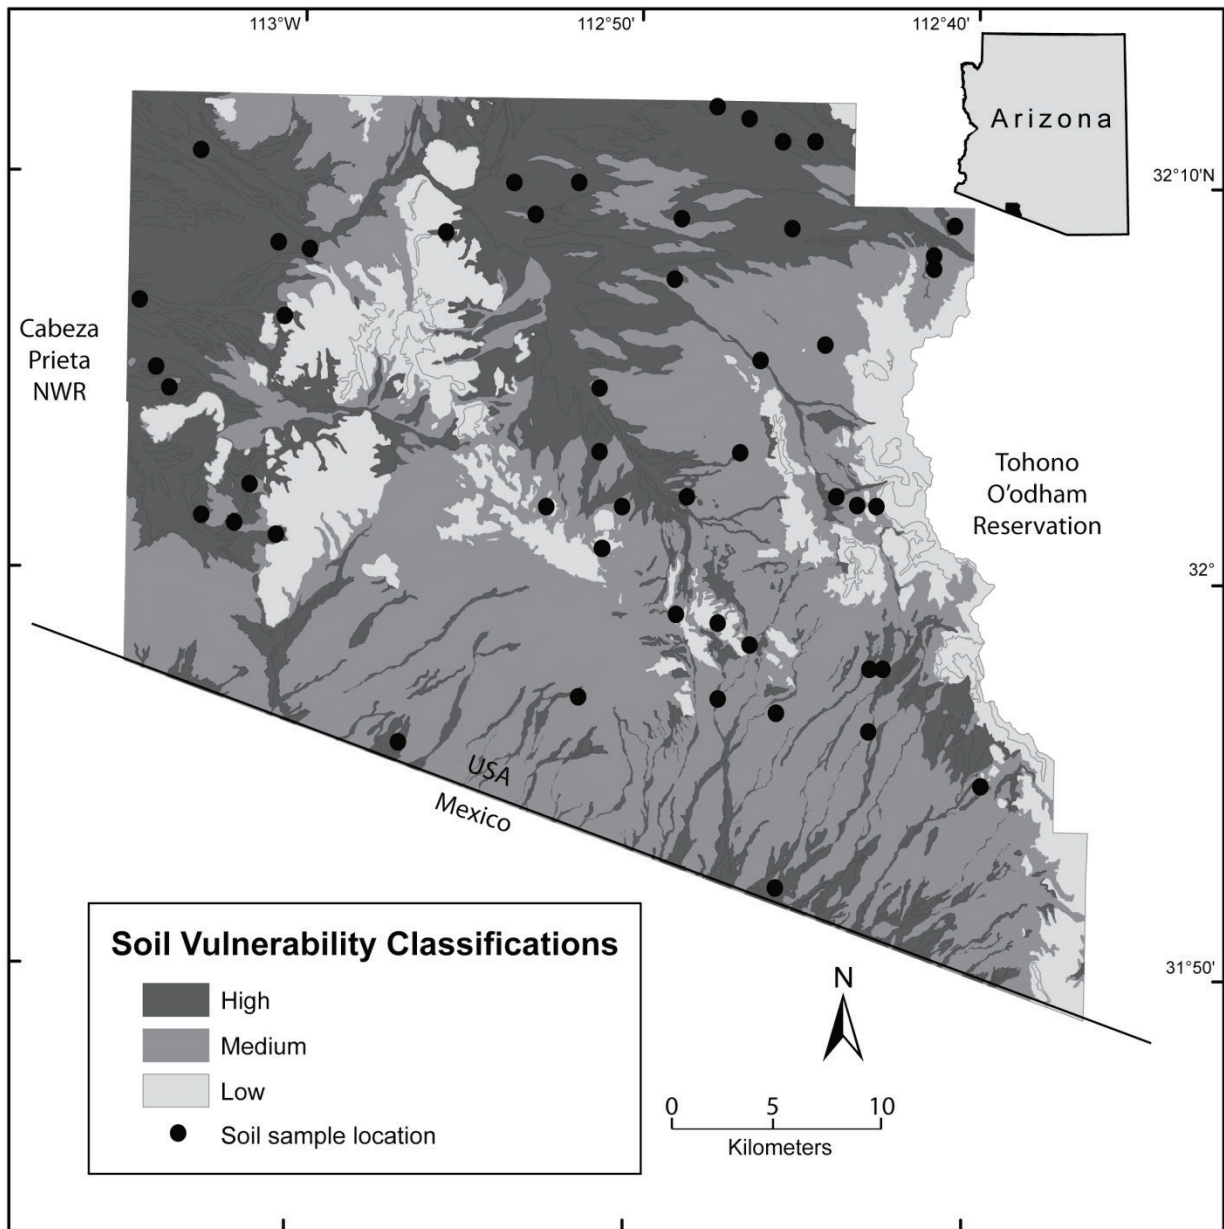 113°W
112°50'
112°40'
Arizona
32°10'N
Cabeza
Prieta
NWR
Tohono
O'odham
Reservation
32°
USA
Mexico
31°50'
Soil Vulnerability Classifications
High
Medium
Low
Soil sample location
N
0 5 10
Kilometers